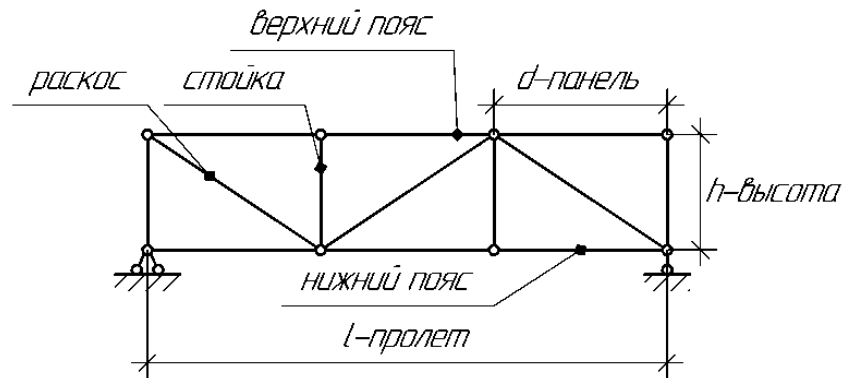 верхний пояс
раскос
стойка
d-панель
h-высота
нижний пояс
l-пролет